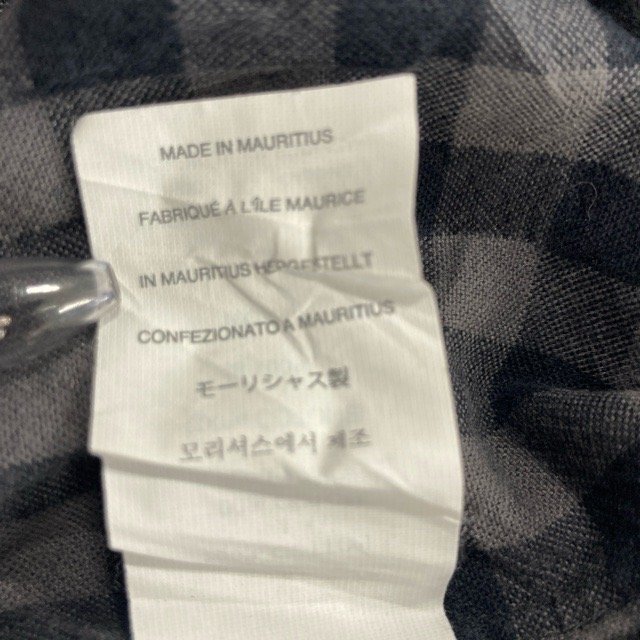 MADE IN MAURITIUS
FABRIQUÉ À L'ÎLE MAURICE
IN MAURITIUS HERGESTELLT
CONFEZIONATO A MAURITIUS
モーリシャス製
모리셔스에서 제조